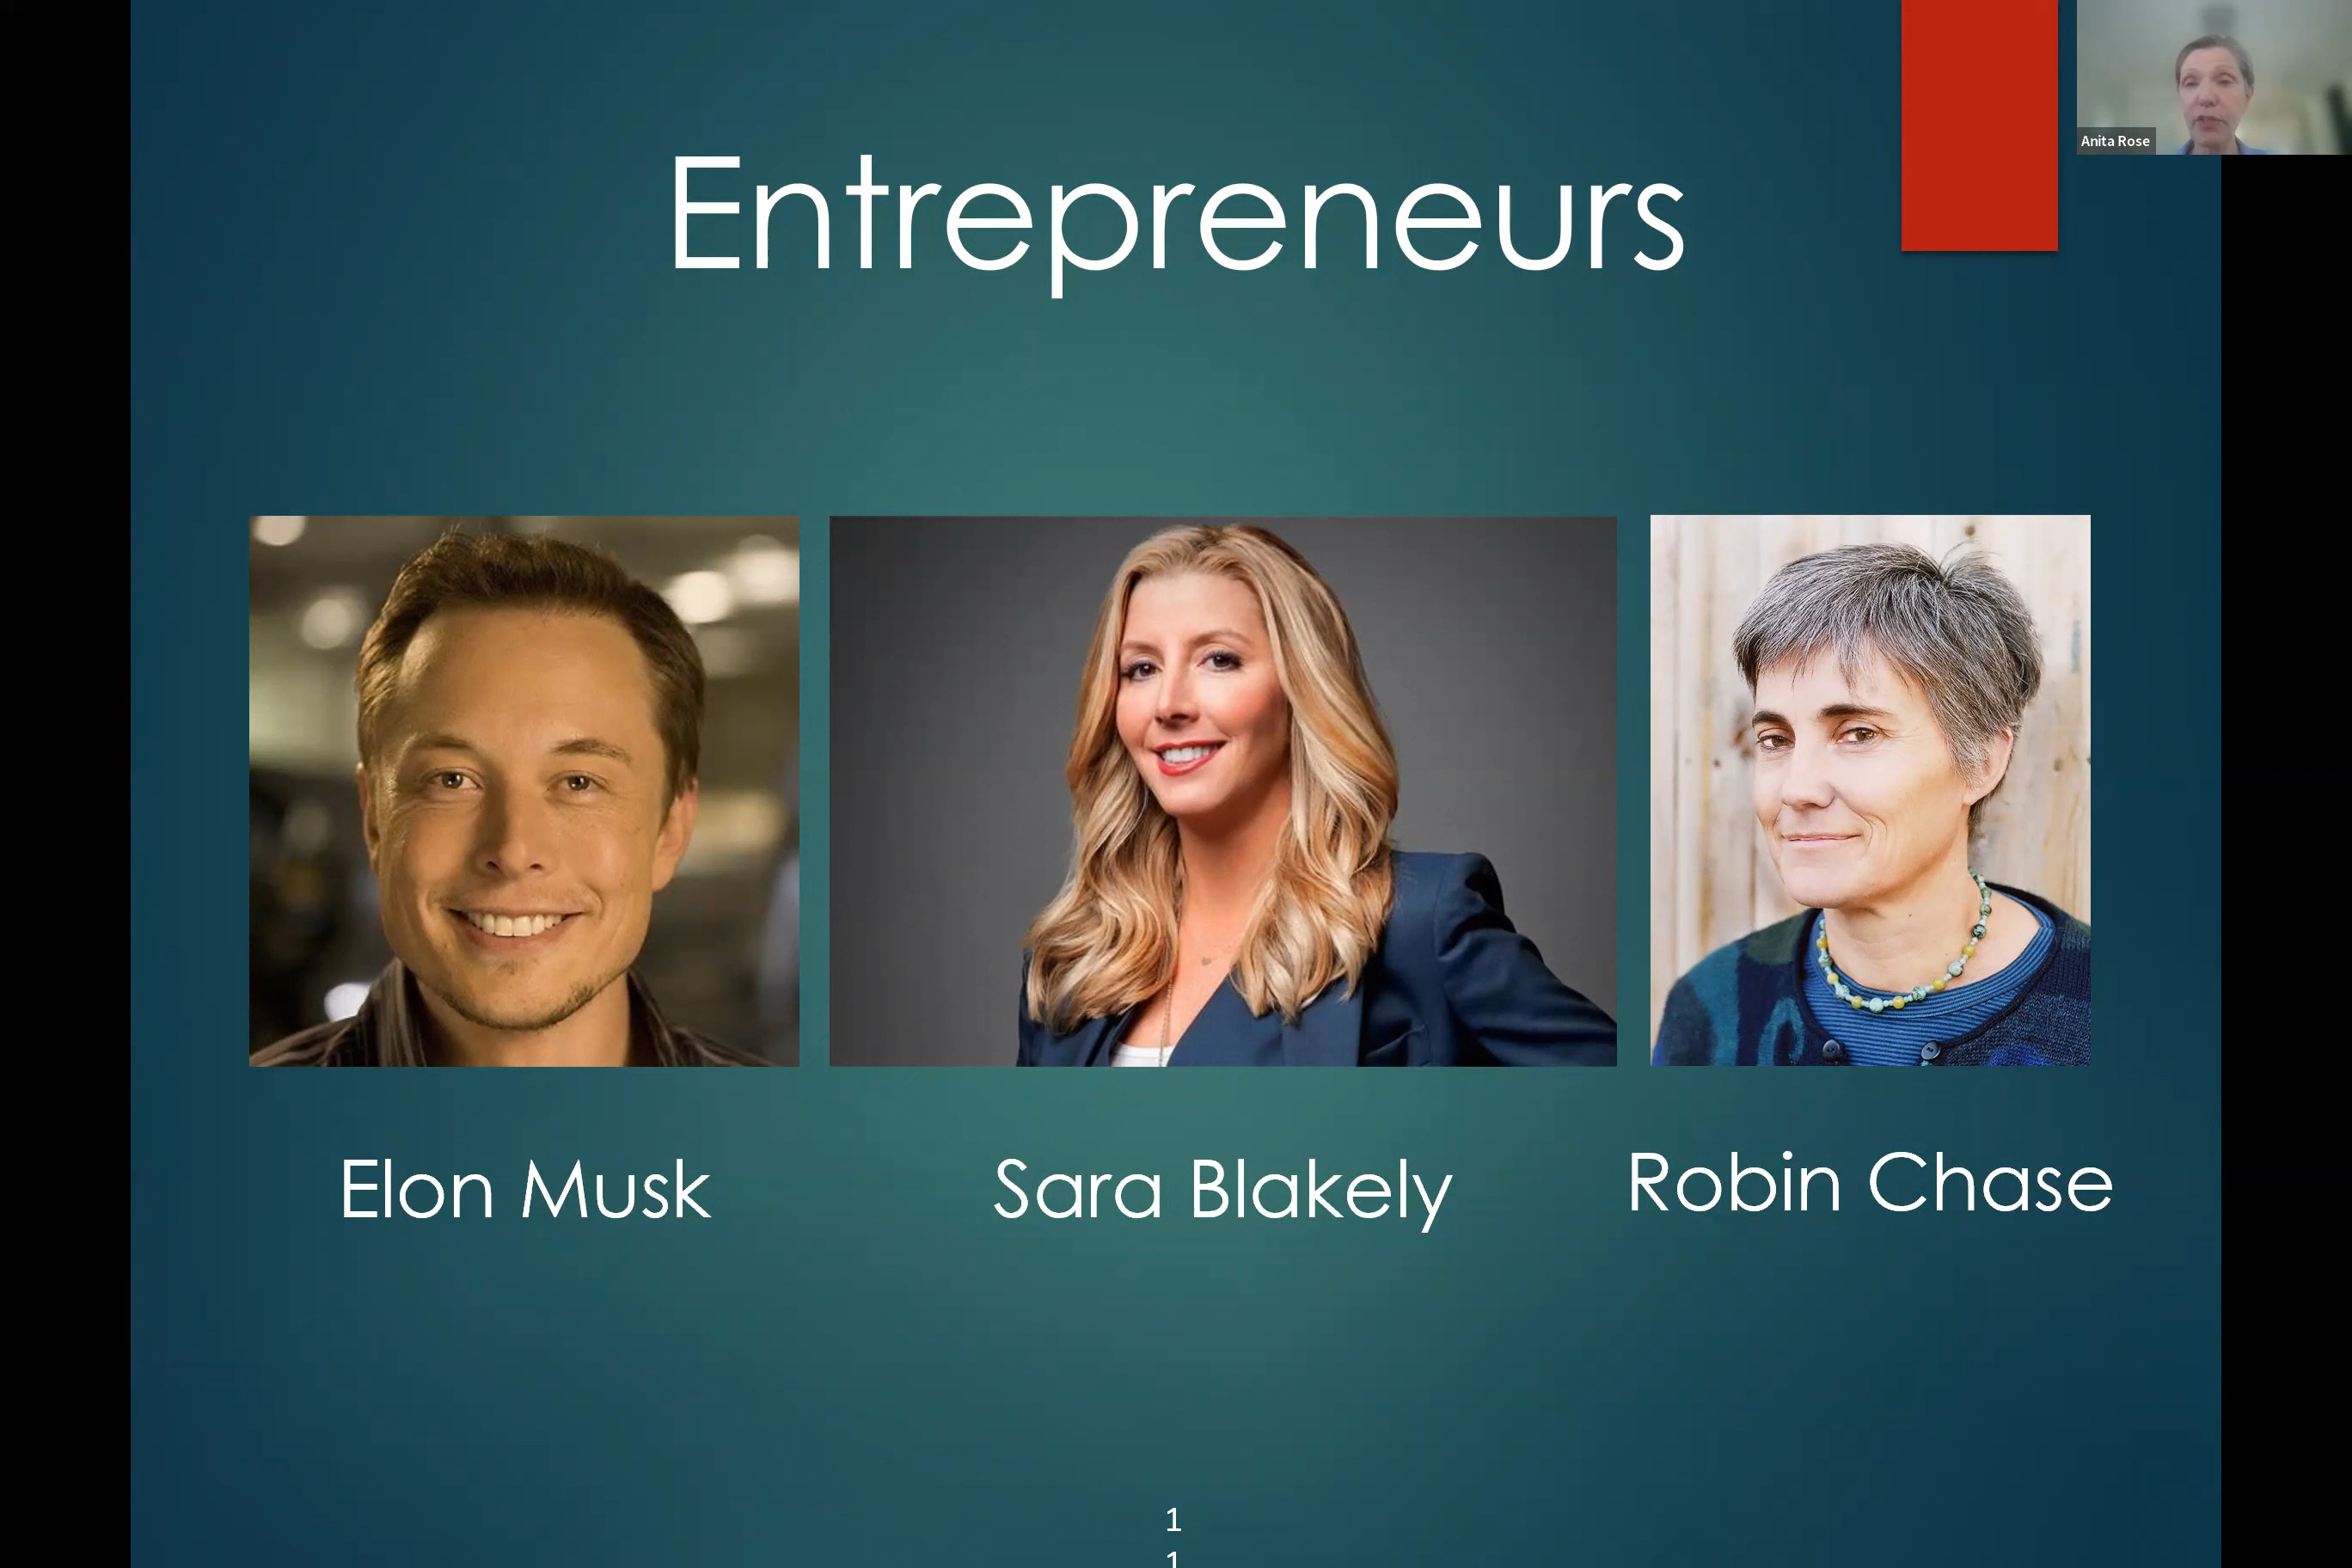 Entrepreneurs
Anita Rose
Elon Musk
Sara Blakely
Robin Chase
1
1